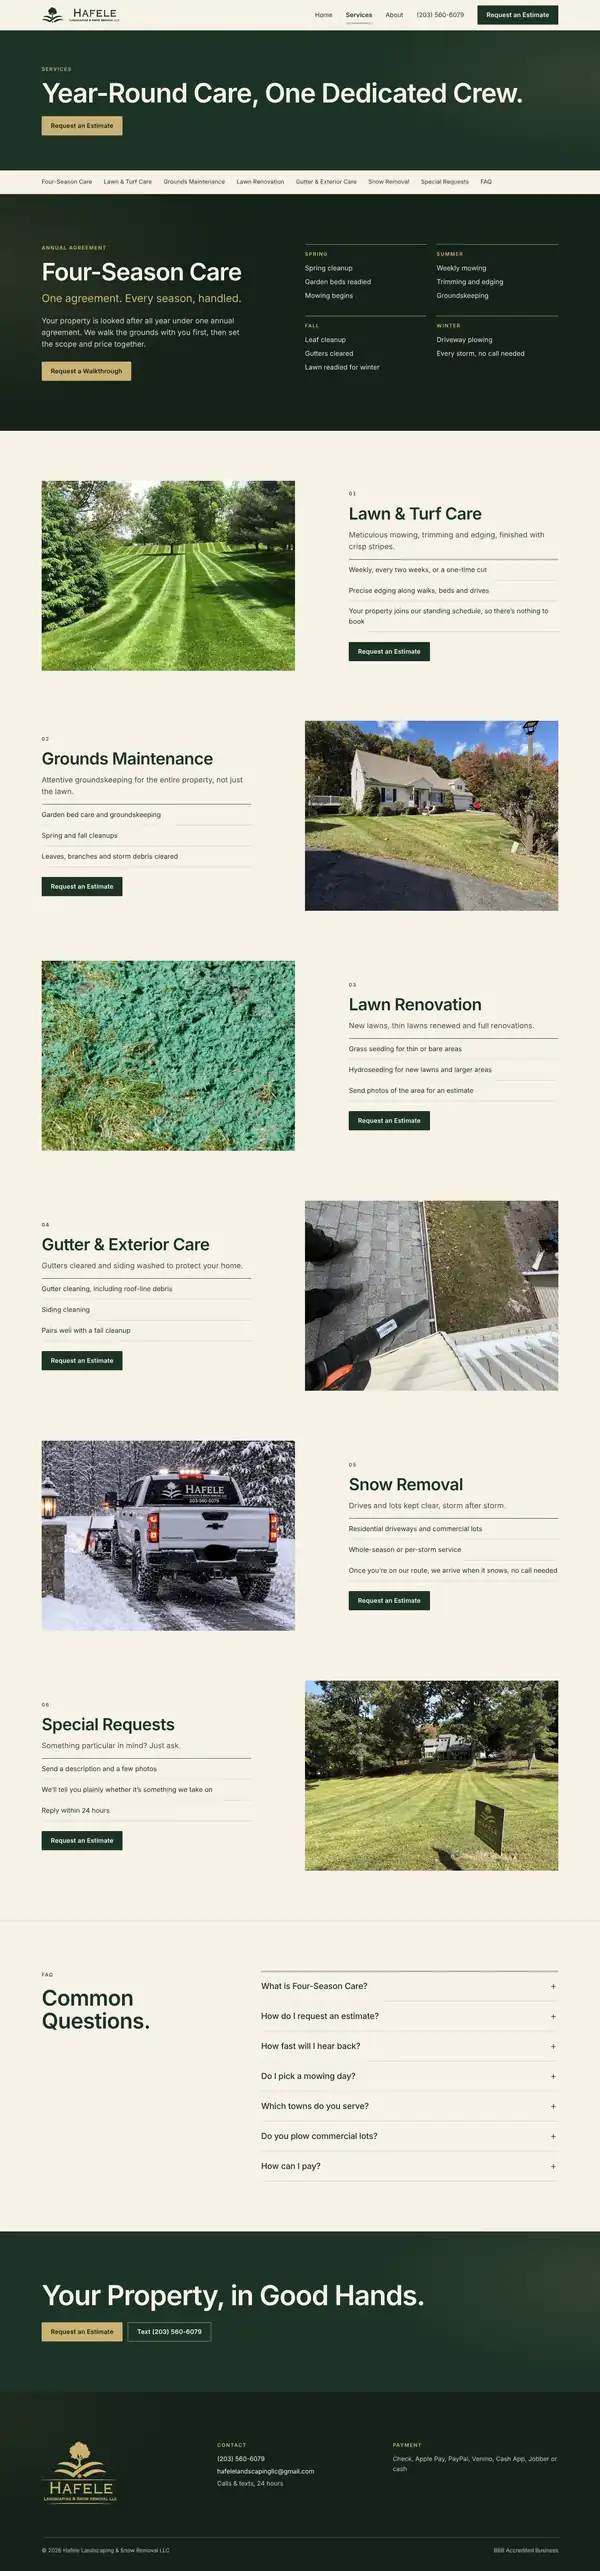 HAFELE
LANDSCAPING & SNOW REMOVAL LLC
Home
Services
About
(203) 560-6079
Request an Estimate
SERVICES
Year-Round Care, One Dedicated Crew.
Request an Estimate
Four-Season Care
Lawn & Turf Care
Grounds Maintenance
Lawn Renovation
Gutter & Exterior Care
Snow Removal
Special Requests
FAQ
ANNUAL AGREEMENT
Four-Season Care
One agreement. Every season, handled.
Your property is looked after all year under one annual
agreement. We walk the grounds with you first, then set
the scope and price together.
Request a Walkthrough
SPRING
Spring cleanup
Garden beds readied
Mowing begins
SUMMER
Weekly mowing
Trimming and edging
Groundskeeping
FALL
Leaf cleanup
Gutters cleared
Lawn readied for winter
WINTER
Driveway plowing
Every storm, no call needed
01
Lawn & Turf Care
Meticulous mowing, trimming and edging, finished with
crisp stripes.
Weekly, every two weeks, or a one-time cut
Precise edging along walks, beds and drives
Your property joins our standing schedule, so there's nothing to
book
Request an Estimate
02
Grounds Maintenance
Attentive groundskeeping for the entire property, not just
the lawn.
Garden bed care and groundskeeping
Spring and fall cleanups
Leaves, branches and storm debris cleared
Request an Estimate
03
Lawn Renovation
New lawns, thin lawns renewed and full renovations.
Grass seeding for thin or bare areas
Hydroseeding for new lawns and larger areas
Send photos of the area for an estimate
Request an Estimate
04
Gutter & Exterior Care
Gutters cleared and siding washed to protect your home.
Gutter cleaning, including roof-line debris
Siding cleaning
Pairs well with a fall cleanup
Request an Estimate
HAFELE
203-560-6079
05
Snow Removal
Drives and lots kept clear, storm after storm.
Residential driveways and commercial lots
Whole-season or per-storm service
Once you're on our route, we arrive when it snows, no call needed
Request an Estimate
06
Special Requests
Something particular in mind? Just ask.
Send a description and a few photos
We'll tell you plainly whether it's something we take on
Reply within 24 hours
Request an Estimate
HAFELE
FAQ
Common
Questions.
What is Four-Season Care? +
How do I request an estimate? +
How fast will I hear back? +
Do I pick a mowing day? +
Which towns do you serve? +
Do you plow commercial lots? +
How can I pay? +
Your Property, in Good Hands.
Request an Estimate
Text (203) 560-6079
HAFELE
LANDSCAPING & SNOW REMOVAL LLC
CONTACT
(203) 560-6079
hafelelandscapingllc@gmail.com
Calls & texts, 24 hours
PAYMENT
Check, Apple Pay, PayPal, Venmo, Cash App, Jobber or
cash
© 2026 Hafele Landscaping & Snow Removal LLC
BBB Accredited Business